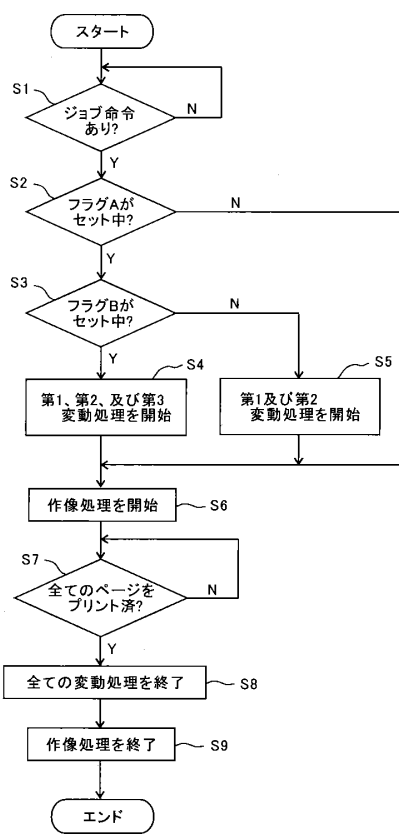 スタート
S1
ジョブ命令
あり?
N
Y
S2
フラグAが
セット中?
N
Y
S3
フラグBが
セット中?
N
Y
S4
第1、第2、及び第3
変動処理を開始
S5
第1及び第2
変動処理を開始
作像処理を開始
S6
S7
全てのページを
プリント済?
N
Y
全ての変動処理を終了
S8
作像処理を終了
S9
エンド